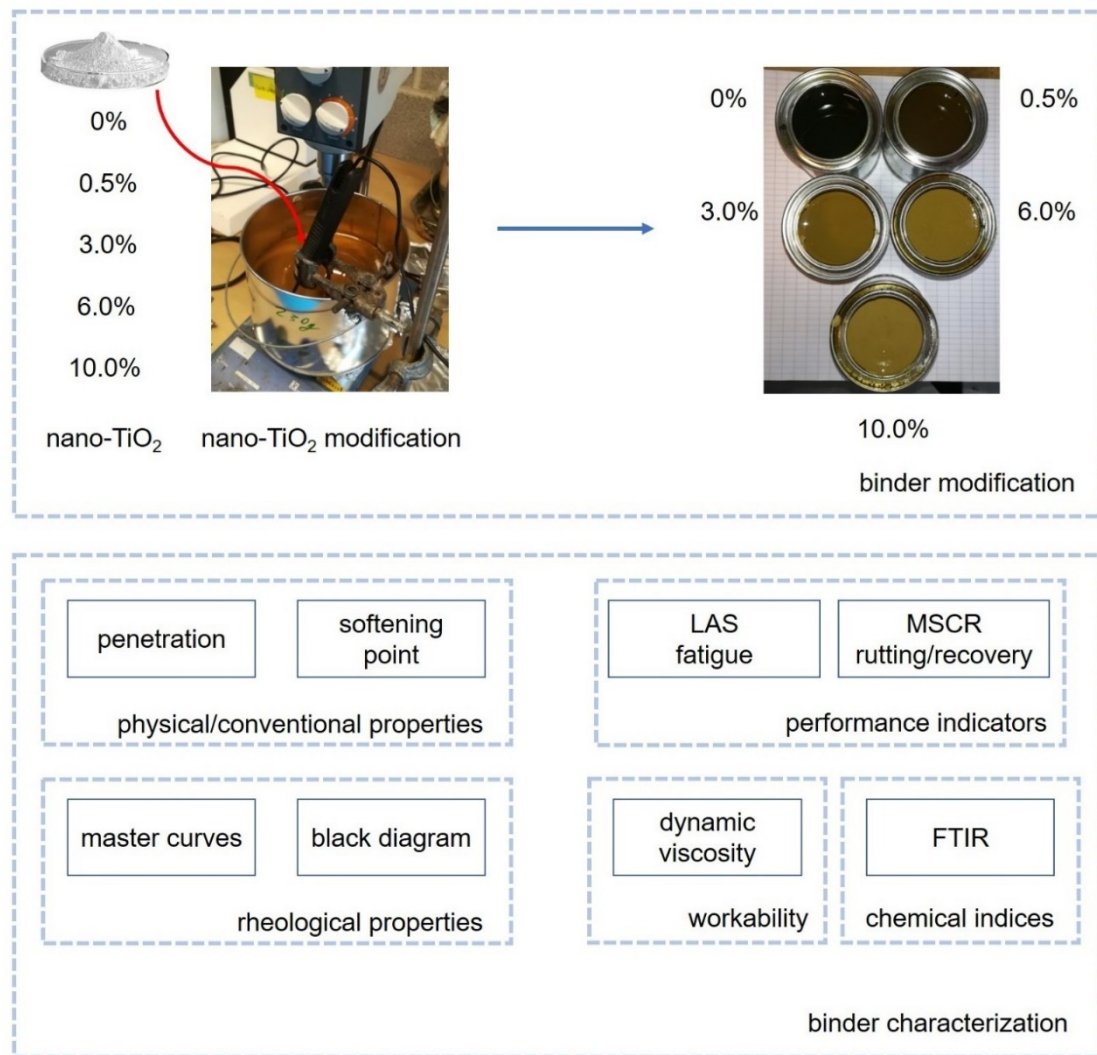 0%
0.5%
3.0%
6.0%
10.0%
nano-TiO₂
nano-TiO₂ modification
0%
0.5%
3.0%
6.0%
10.0%
binder modification
penetration
softening
point
physical/conventional properties
LAS
fatigue
MSCR
rutting/recovery
performance indicators
master curves
black diagram
rheological properties
dynamic
viscosity
workability
FTIR
chemical indices
binder characterization